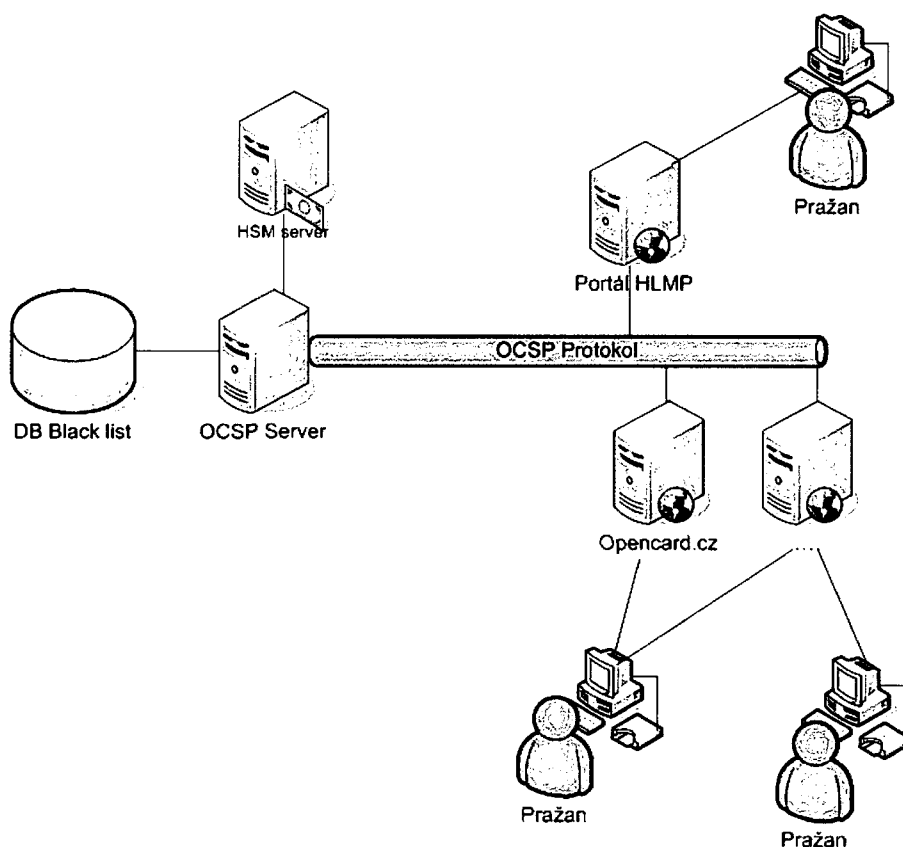 Pražan
HSM server
Portál HLMP
OCSP Protokol
DB Black list
OCSP Server
Opencard.cz
....
Pražan
Pražan